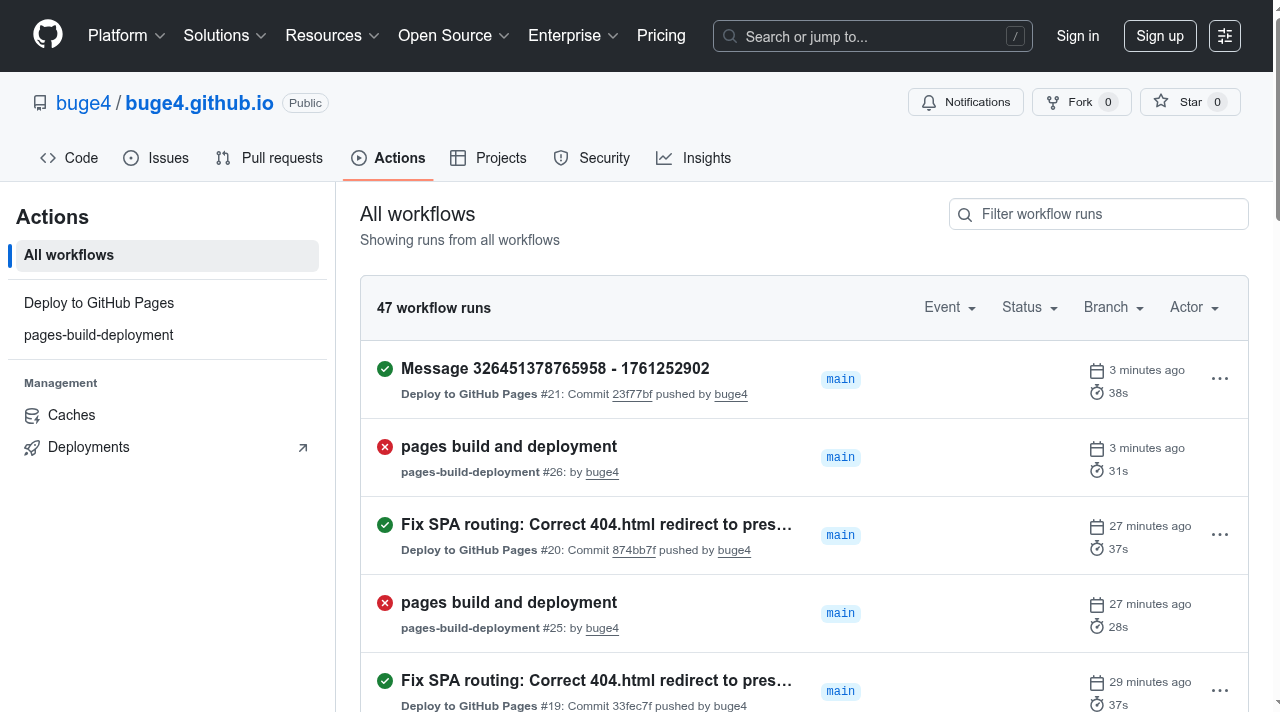 Platform Solutions Resources Open Source Enterprise Pricing Search or jump to... / Sign in Sign up
buge4 / buge4.github.io Public Notifications Fork 0 Star 0
Code Issues Pull requests Actions Projects Security Insights
Actions
All workflows
Deploy to GitHub Pages
pages-build-deployment
Management
Caches
Deployments
All workflows
Showing runs from all workflows
Filter workflow runs
47 workflow runs Event Status Branch Actor
Message 326451378765958 - 1761252902
Deploy to GitHub Pages #21: Commit 23f77bf pushed by buge4
main
3 minutes ago
38s
pages build and deployment
pages-build-deployment #26: by buge4
main
3 minutes ago
31s
Fix SPA routing: Correct 404.html redirect to pres…
Deploy to GitHub Pages #20: Commit 874bb7f pushed by buge4
main
27 minutes ago
37s
pages build and deployment
pages-build-deployment #25: by buge4
main
27 minutes ago
28s
Fix SPA routing: Correct 404.html redirect to pres…
Deploy to GitHub Pages #19: Commit 33fec7f pushed by buge4
main
29 minutes ago
37s